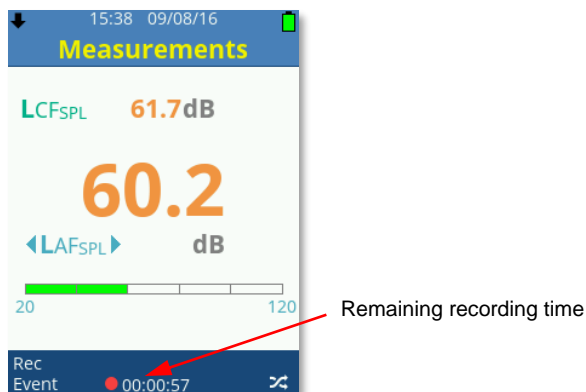 15:38 09/08/16
Measurements
LCFSPL 61.7dB
60.2
LAFSPL dB
20 120
Remaining recording time
Rec
Event 00:00:57